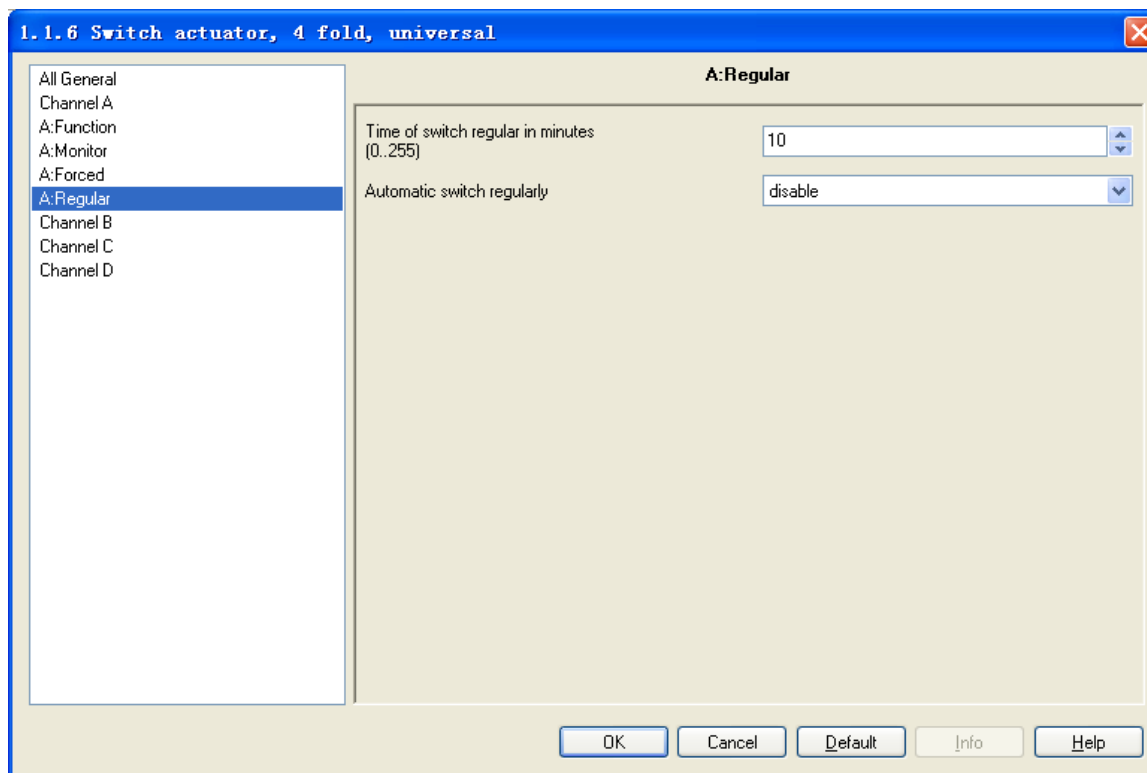 1.1.6 Switch actuator, 4 fold, universal
All General
Channel A
A:Function
A:Monitor
A:Forced
A:Regular
Channel B
Channel C
Channel D
A:Regular
Time of switch regular in minutes
(0..255)
10
Automatic switch regularly
disable
OK
Cancel
Default
Info
Help